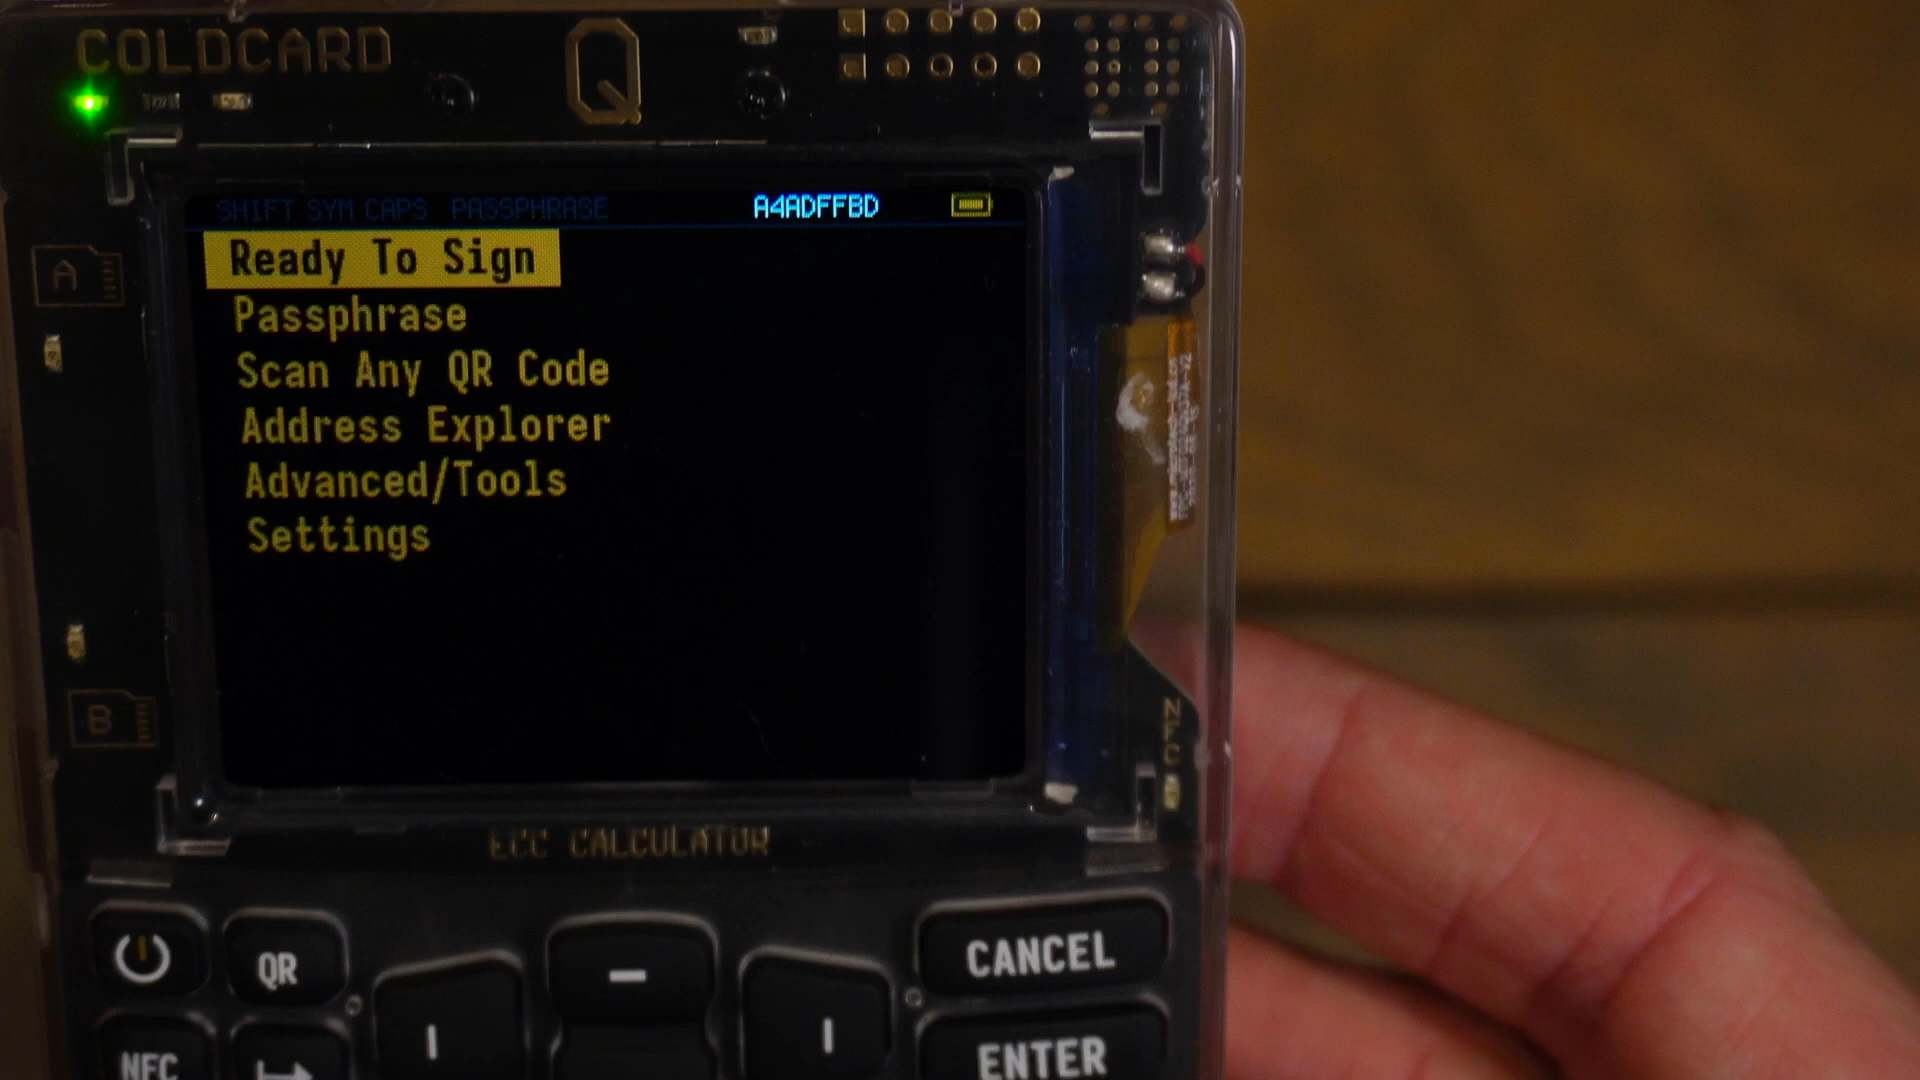 COLDCARD Q
SHIFT SYM CAPS PASSPHRASE A4ADFFBD
Ready To Sign
Passphrase
Scan Any QR Code
Address Explorer
Advanced/Tools
Settings
A
B
NFC
ECC CALCULATOR
QR
CANCEL
NFC
ENTER